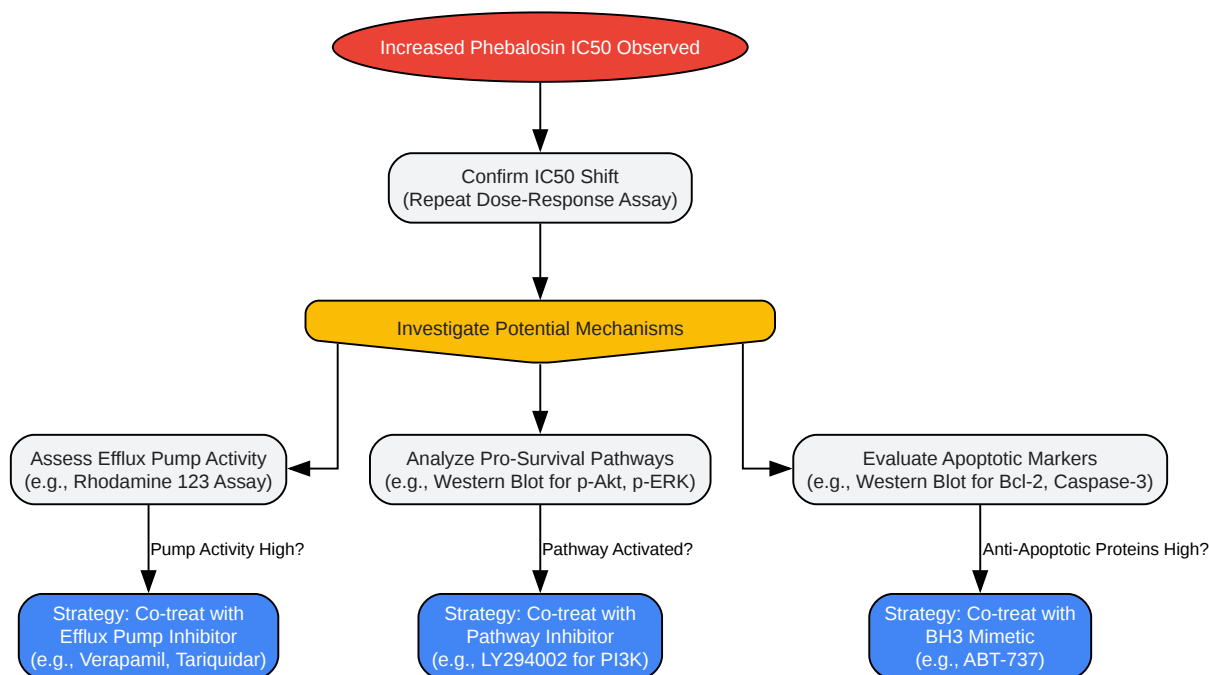 Increased Phebalosin IC50 Observed
Confirm IC50 Shift
(Repeat Dose-Response Assay)
Investigate Potential Mechanisms
Assess Efflux Pump Activity
(e.g., Rhodamine 123 Assay)
Analyze Pro-Survival Pathways
(e.g., Western Blot for p-Akt, p-ERK)
Evaluate Apoptotic Markers
(e.g., Western Blot for Bcl-2, Caspase-3)
Pump Activity High?
Pathway Activated?
Anti-Apoptotic Proteins High?
Strategy: Co-treat with
Efflux Pump Inhibitor
(e.g., Verapamil, Tariquidar)
Strategy: Co-treat with
Pathway Inhibitor
(e.g., LY294002 for PI3K)
Strategy: Co-treat with
BH3 Mimetic
(e.g., ABT-737)